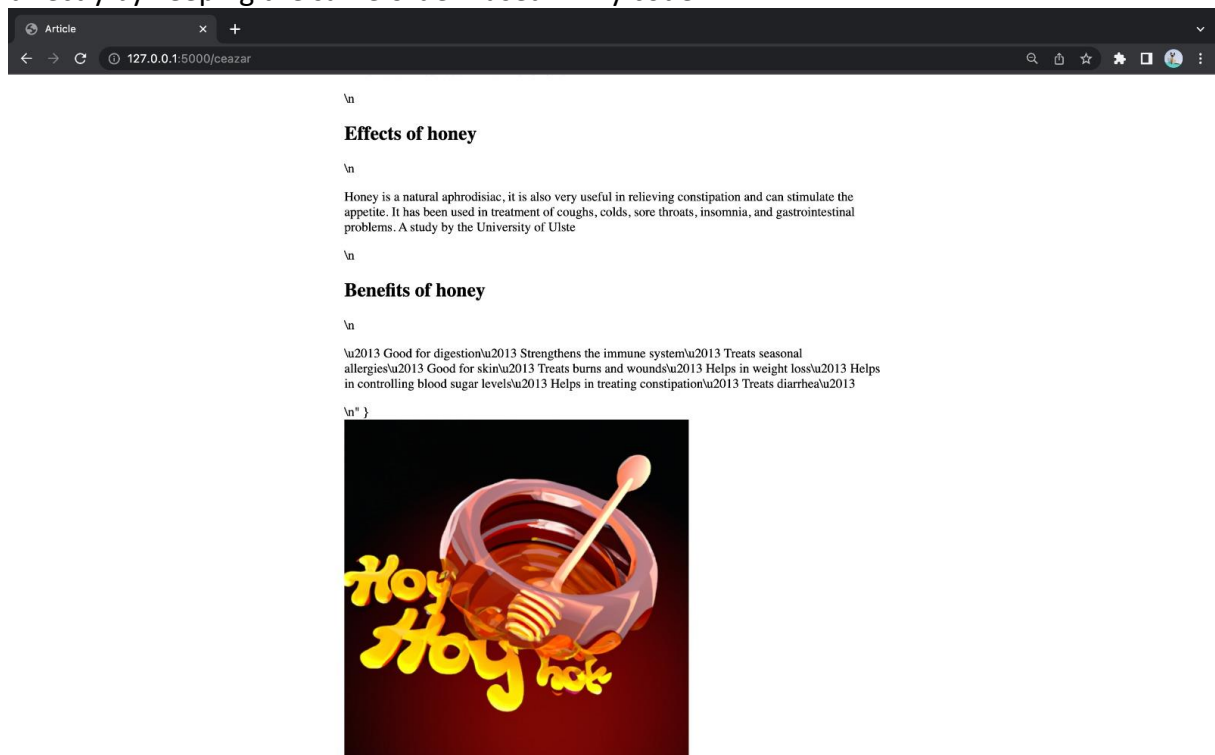 Article
127.0.0.1:5000/ceazar
\n
Effects of honey
\n
Honey is a natural aphrodisiac, it is also very useful in relieving constipation and can stimulate the
appetite. It has been used in treatment of coughs, colds, sore throats, insomnia, and gastrointestinal
problems. A study by the University of Ulste
\n
Benefits of honey
\n
\u2013 Good for digestion\u2013 Strengthens the immune system\u2013 Treats seasonal
allergies\u2013 Good for skin\u2013 Treats burns and wounds\u2013 Helps in weight loss\u2013 Helps
in controlling blood sugar levels\u2013 Helps in treating constipation\u2013 Treats diarrhea\u2013
\n" }
Hoy
Hoy